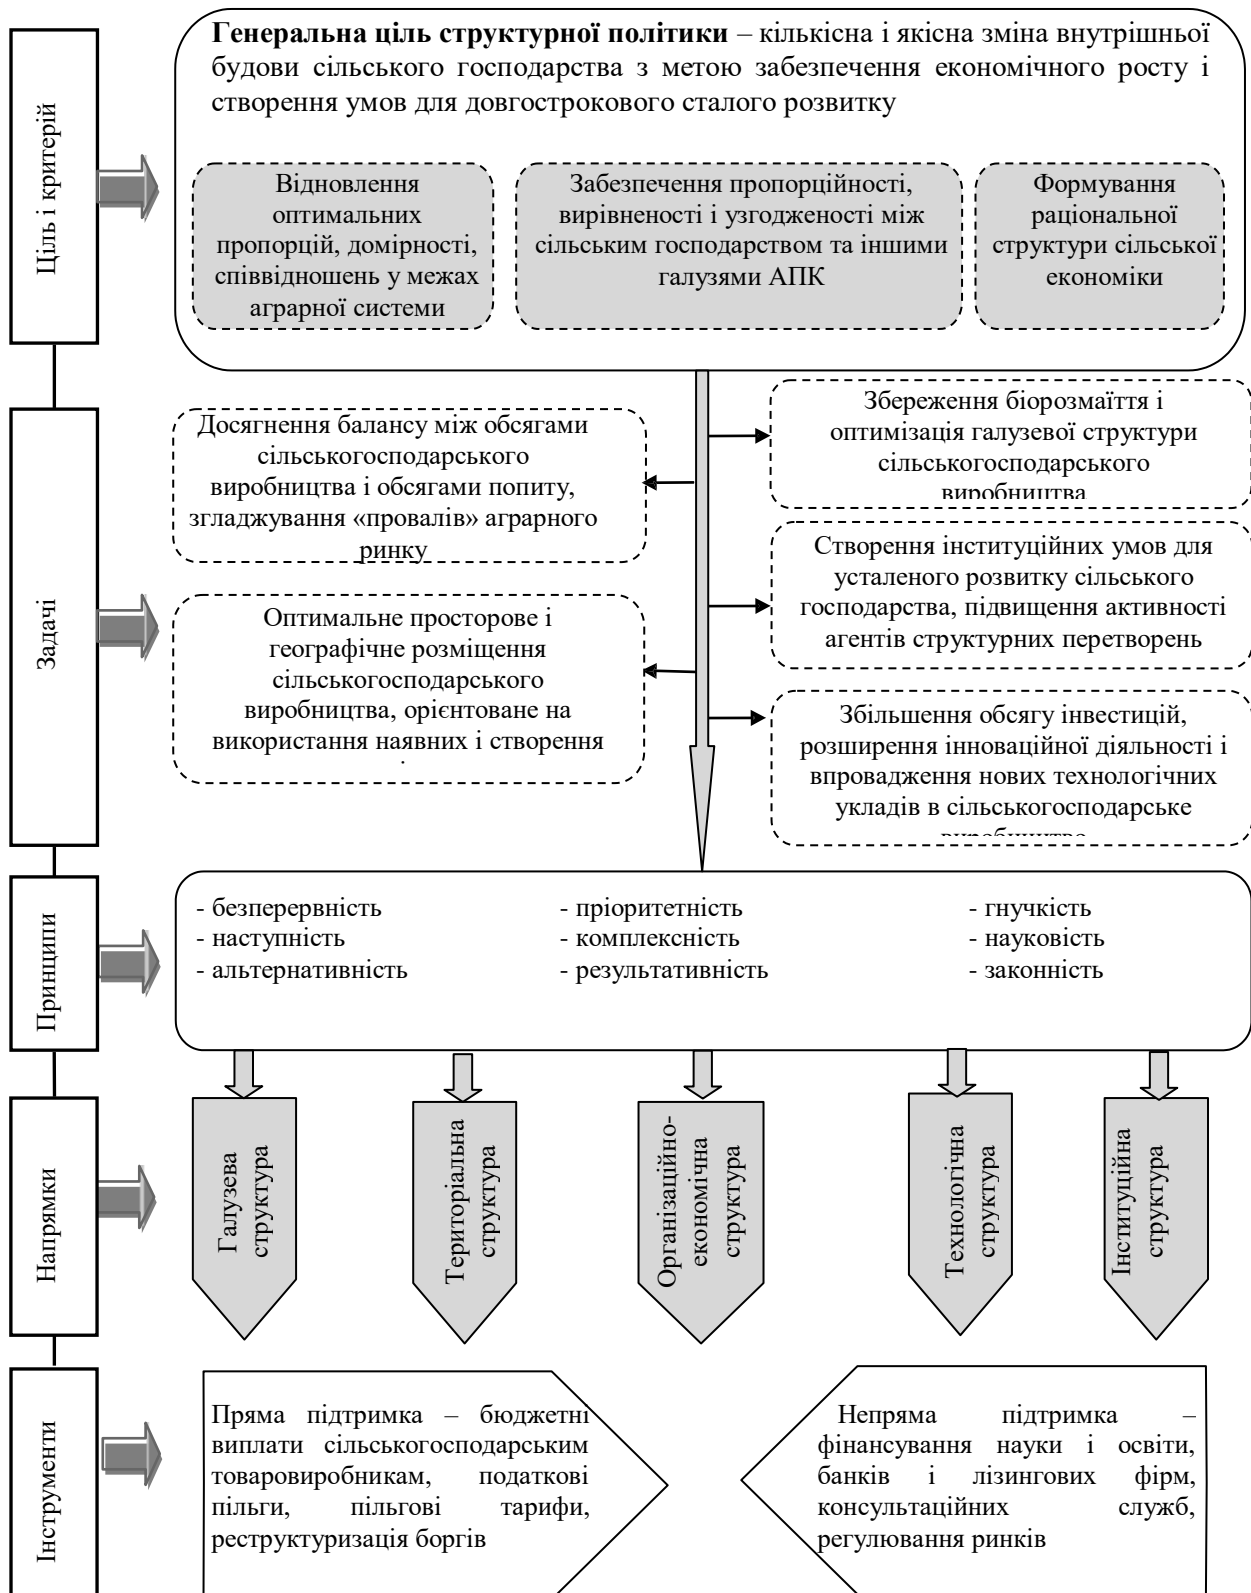 Ціль і критерій
Генеральна ціль структурної політики – кількісна і якісна зміна внутрішньої
будови сільського господарства з метою забезпечення економічного росту і
створення умов для довгострокового сталого розвитку
Відновлення
оптимальних
пропорцій, домірності,
співвідношень у межах
аграрної системи
Забезпечення пропорційності,
вирівненості і узгодженості між
сільським господарством та іншими
галузями АПК
Формування
раціональної
структури сільської
економіки
Задачі
Досягнення балансу між обсягами
сільськогосподарського
виробництва і обсягами попиту,
згладжування «провалів» аграрного
ринку
Збереження біорозмаїття і
оптимізація галузевої структури
сільськогосподарського
виробництва
Створення інституційних умов для
усталеного розвитку сільського
господарства, підвищення активності
агентів структурних перетворень
Оптимальне просторове і
географічне розміщення
сільськогосподарського
виробництва, орієнтоване на
використання наявних і створення
Збільшення обсягу інвестицій,
розширення інноваційної діяльності і
впровадження нових технологічних
укладів в сільськогосподарське
Принципи
- безперервність
- наступність
- альтернативність
- пріоритетність
- комплексність
- результативність
- гнучкість
- науковість
- законність
Напрямки
Галузева
структура
Територіальна
структура
Організаційно-
економічна
структура
Технологічна
структура
Інституційна
структура
Інструменти
Пряма підтримка – бюджетні
виплати сільськогосподарським
товаровиробникам, податкові
пільги, пільгові тарифи,
реструктуризація боргів
Непряма підтримка –
фінансування науки і освіти,
банків і лізингових фірм,
консультаційних служб,
регулювання ринків